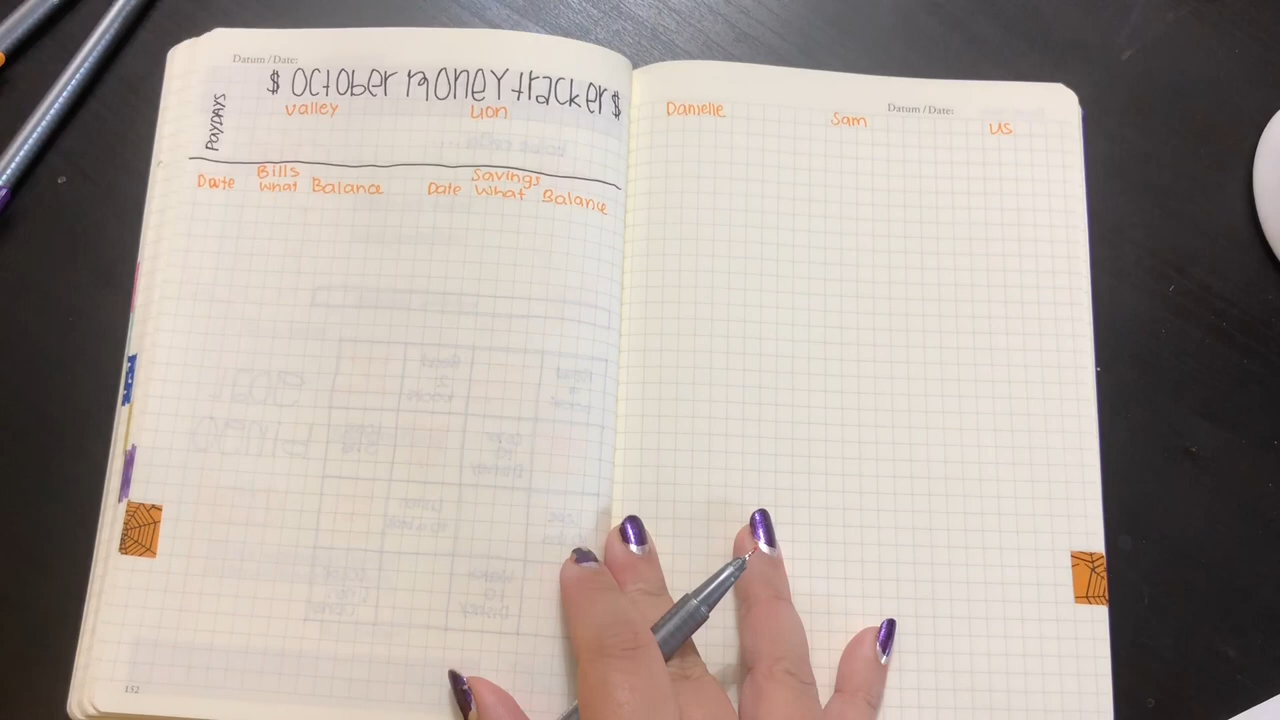 Datum / Date:
$ October money tracker $
PAYDAYS
Valley Lion
Bills Savings
Date What Balance Date What Balance
132
Datum / Date:
Danielle Sam US